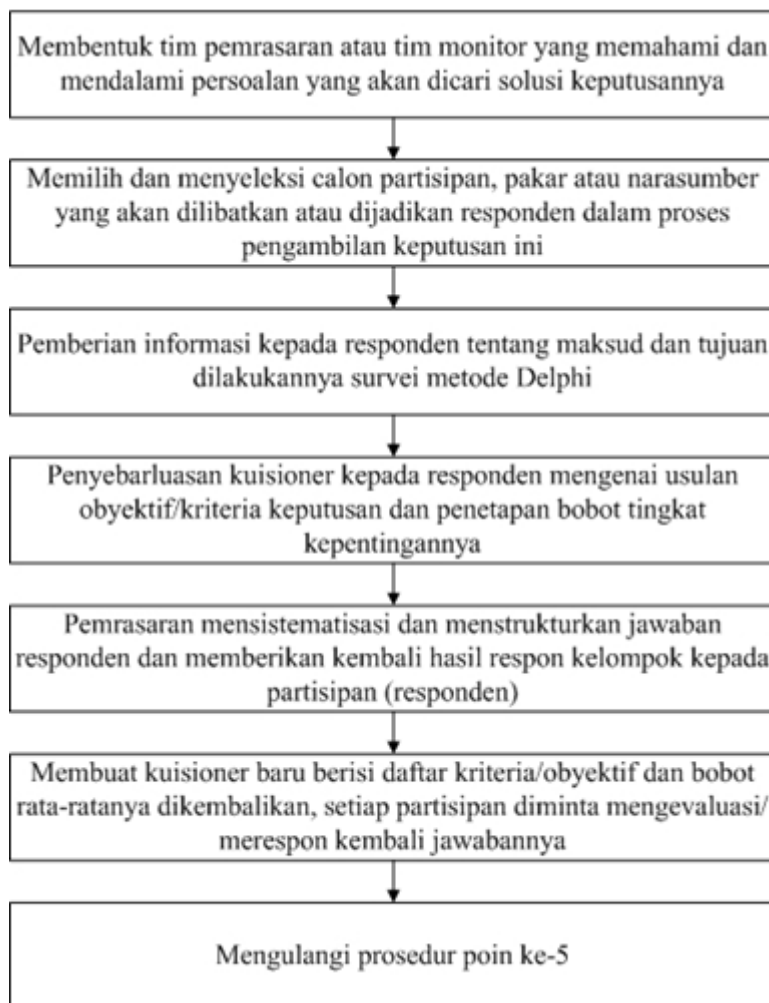 Membentuk tim pemrasaran atau tim monitor yang memahami dan
mendalami persoalan yang akan dicari solusi keputusannya
Memilih dan menyeleksi calon partisipan, pakar atau narasumber
yang akan dilibatkan atau dijadikan responden dalam proses
pengambilan keputusan ini
Pemberian informasi kepada responden tentang maksud dan tujuan
dilakukannya survei metode Delphi
Penyebarluasan kuisioner kepada responden mengenai usulan
obyektif/kriteria keputusan dan penetapan bobot tingkat
kepentingannya
Pemrasaran mensistematisasi dan menstrukturkan jawaban
responden dan memberikan kembali hasil respon kelompok kepada
partisipan (responden)
Membuat kuisioner baru berisi daftar kriteria/obyektif dan bobot
rata-ratanya dikembalikan, setiap partisipan diminta mengevaluasi/
merespon kembali jawabannya
Mengulangi prosedur poin ke-5